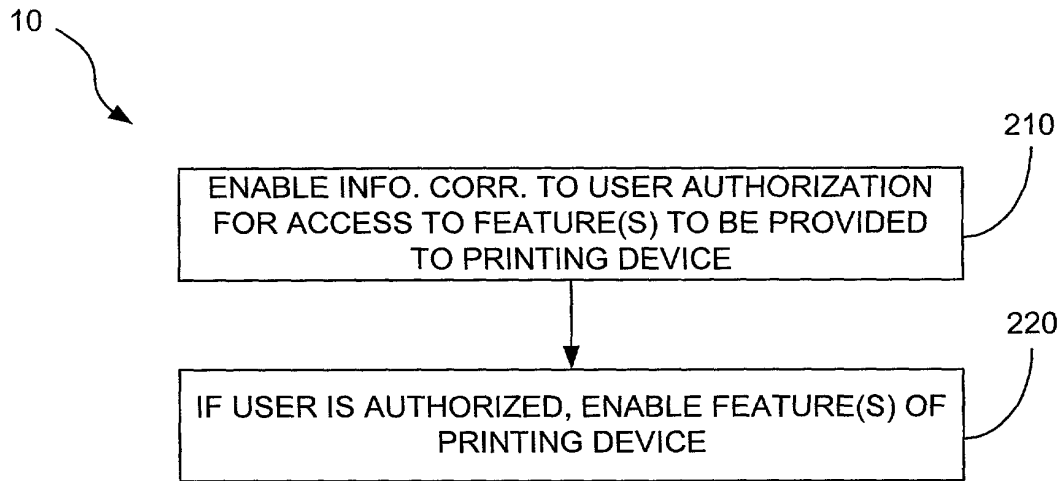 10
210
ENABLE INFO. CORR. TO USER AUTHORIZATION
FOR ACCESS TO FEATURE(S) TO BE PROVIDED
TO PRINTING DEVICE
220
IF USER IS AUTHORIZED, ENABLE FEATURE(S) OF
PRINTING DEVICE